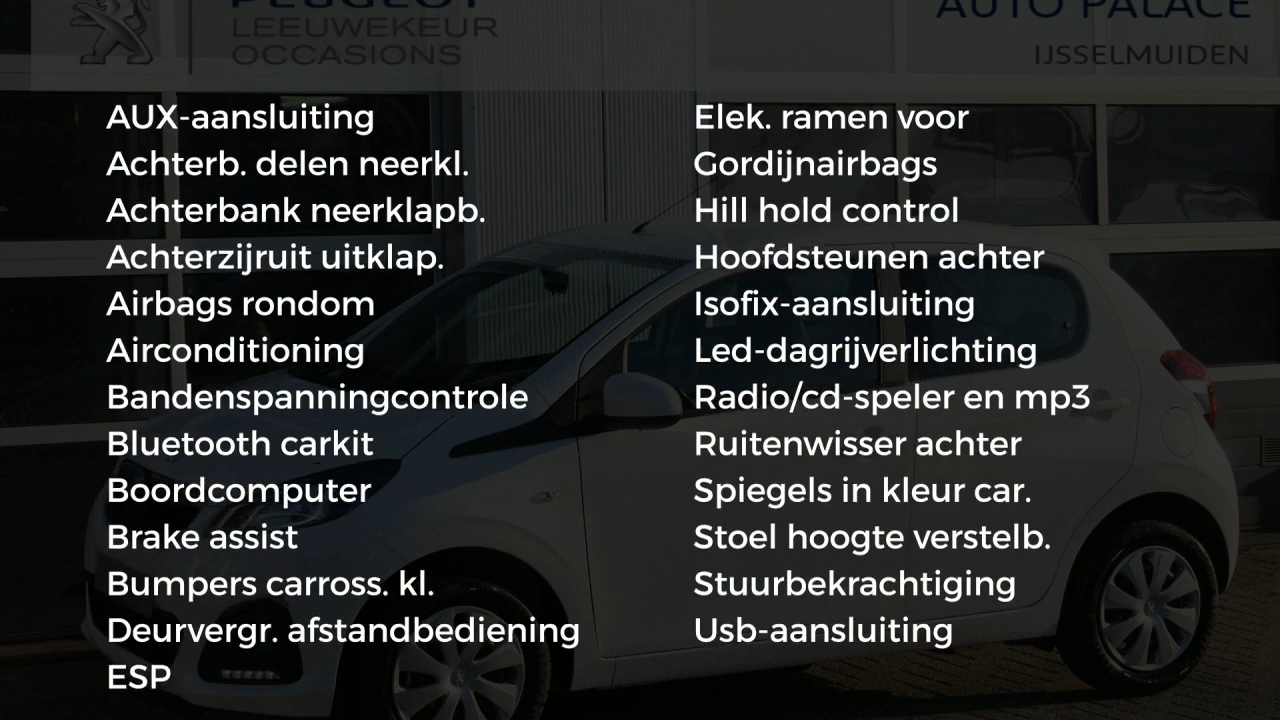 PEUGEOT
LEEUWEKEUR
OCCASIONS
AUTO PALACE
IJSSELMUIDEN
AUX-aansluiting
Achterb. delen neerkl.
Achterbank neerklapb.
Achterzijruit uitklap.
Airbags rondom
Airconditioning
Bandenspanningcontrole
Bluetooth carkit
Boordcomputer
Brake assist
Bumpers carross. kl.
Deurvergr. afstandbediening
ESP
Elek. ramen voor
Gordijnairbags
Hill hold control
Hoofdsteunen achter
Isofix-aansluiting
Led-dagrijverlichting
Radio/cd-speler en mp3
Ruitenwisser achter
Spiegels in kleur car.
Stoel hoogte verstelb.
Stuurbekrachtiging
Usb-aansluiting